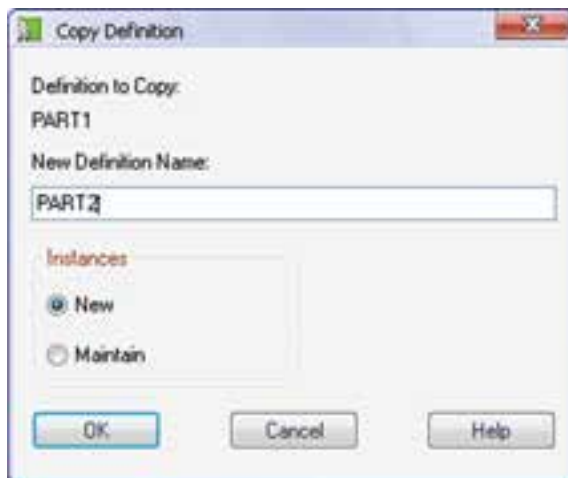 Copy Definition
Definition to Copy:
PART1
New Definition Name:
PART2
Instances
New
Maintain
OK
Cancel
Help